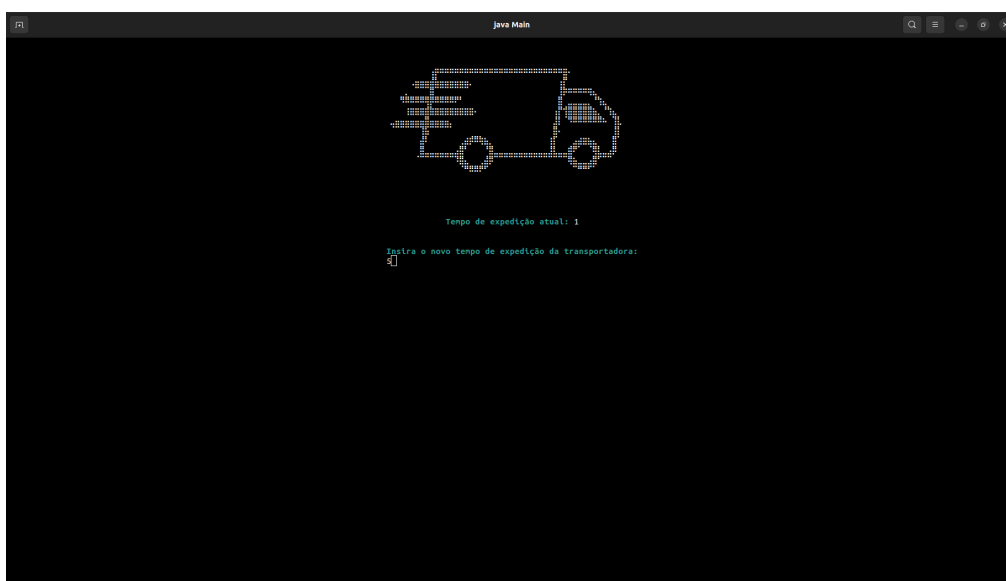 java Main
Tempo de expedição atual: 1
Insira o novo tempo de expedição da transportadora:
5